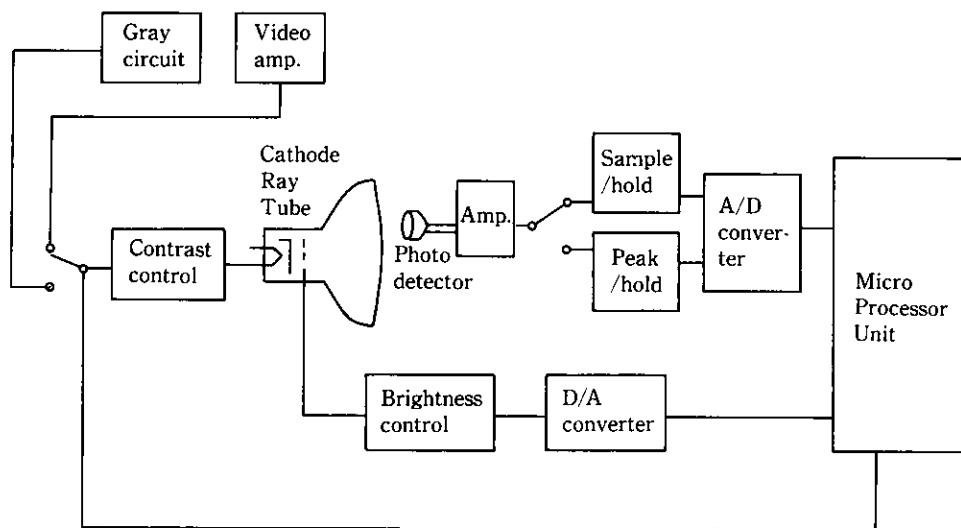 Gray
circuit
Video
amp.
Cathode
Ray
Tube
Contrast
control
Photo
detector
Amp.
Sample
/hold
Peak
/hold
A/D
conver-
ter
Micro
Processor
Unit
Brightness
control
D/A
converter